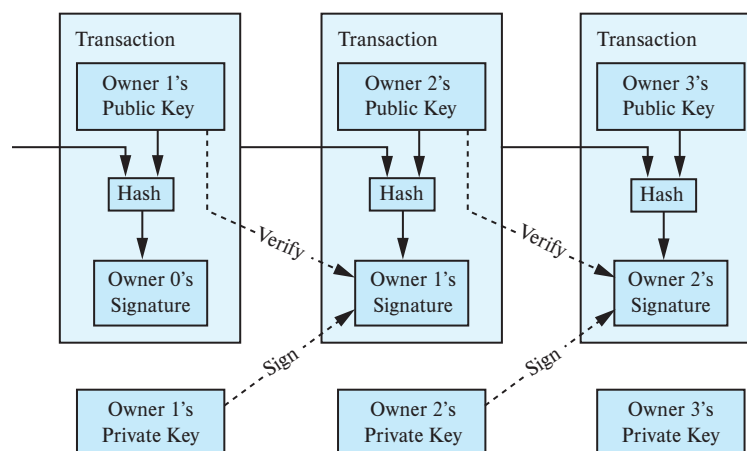 Transaction
Owner 1's
Public Key
Hash
Owner 0's
Signature
Transaction
Owner 2's
Public Key
Hash
Verify
Owner 1's
Signature
Transaction
Owner 3's
Public Key
Hash
Verify
Owner 2's
Signature
Sign
Sign
Owner 1's
Private Key
Owner 2's
Private Key
Owner 3's
Private Key